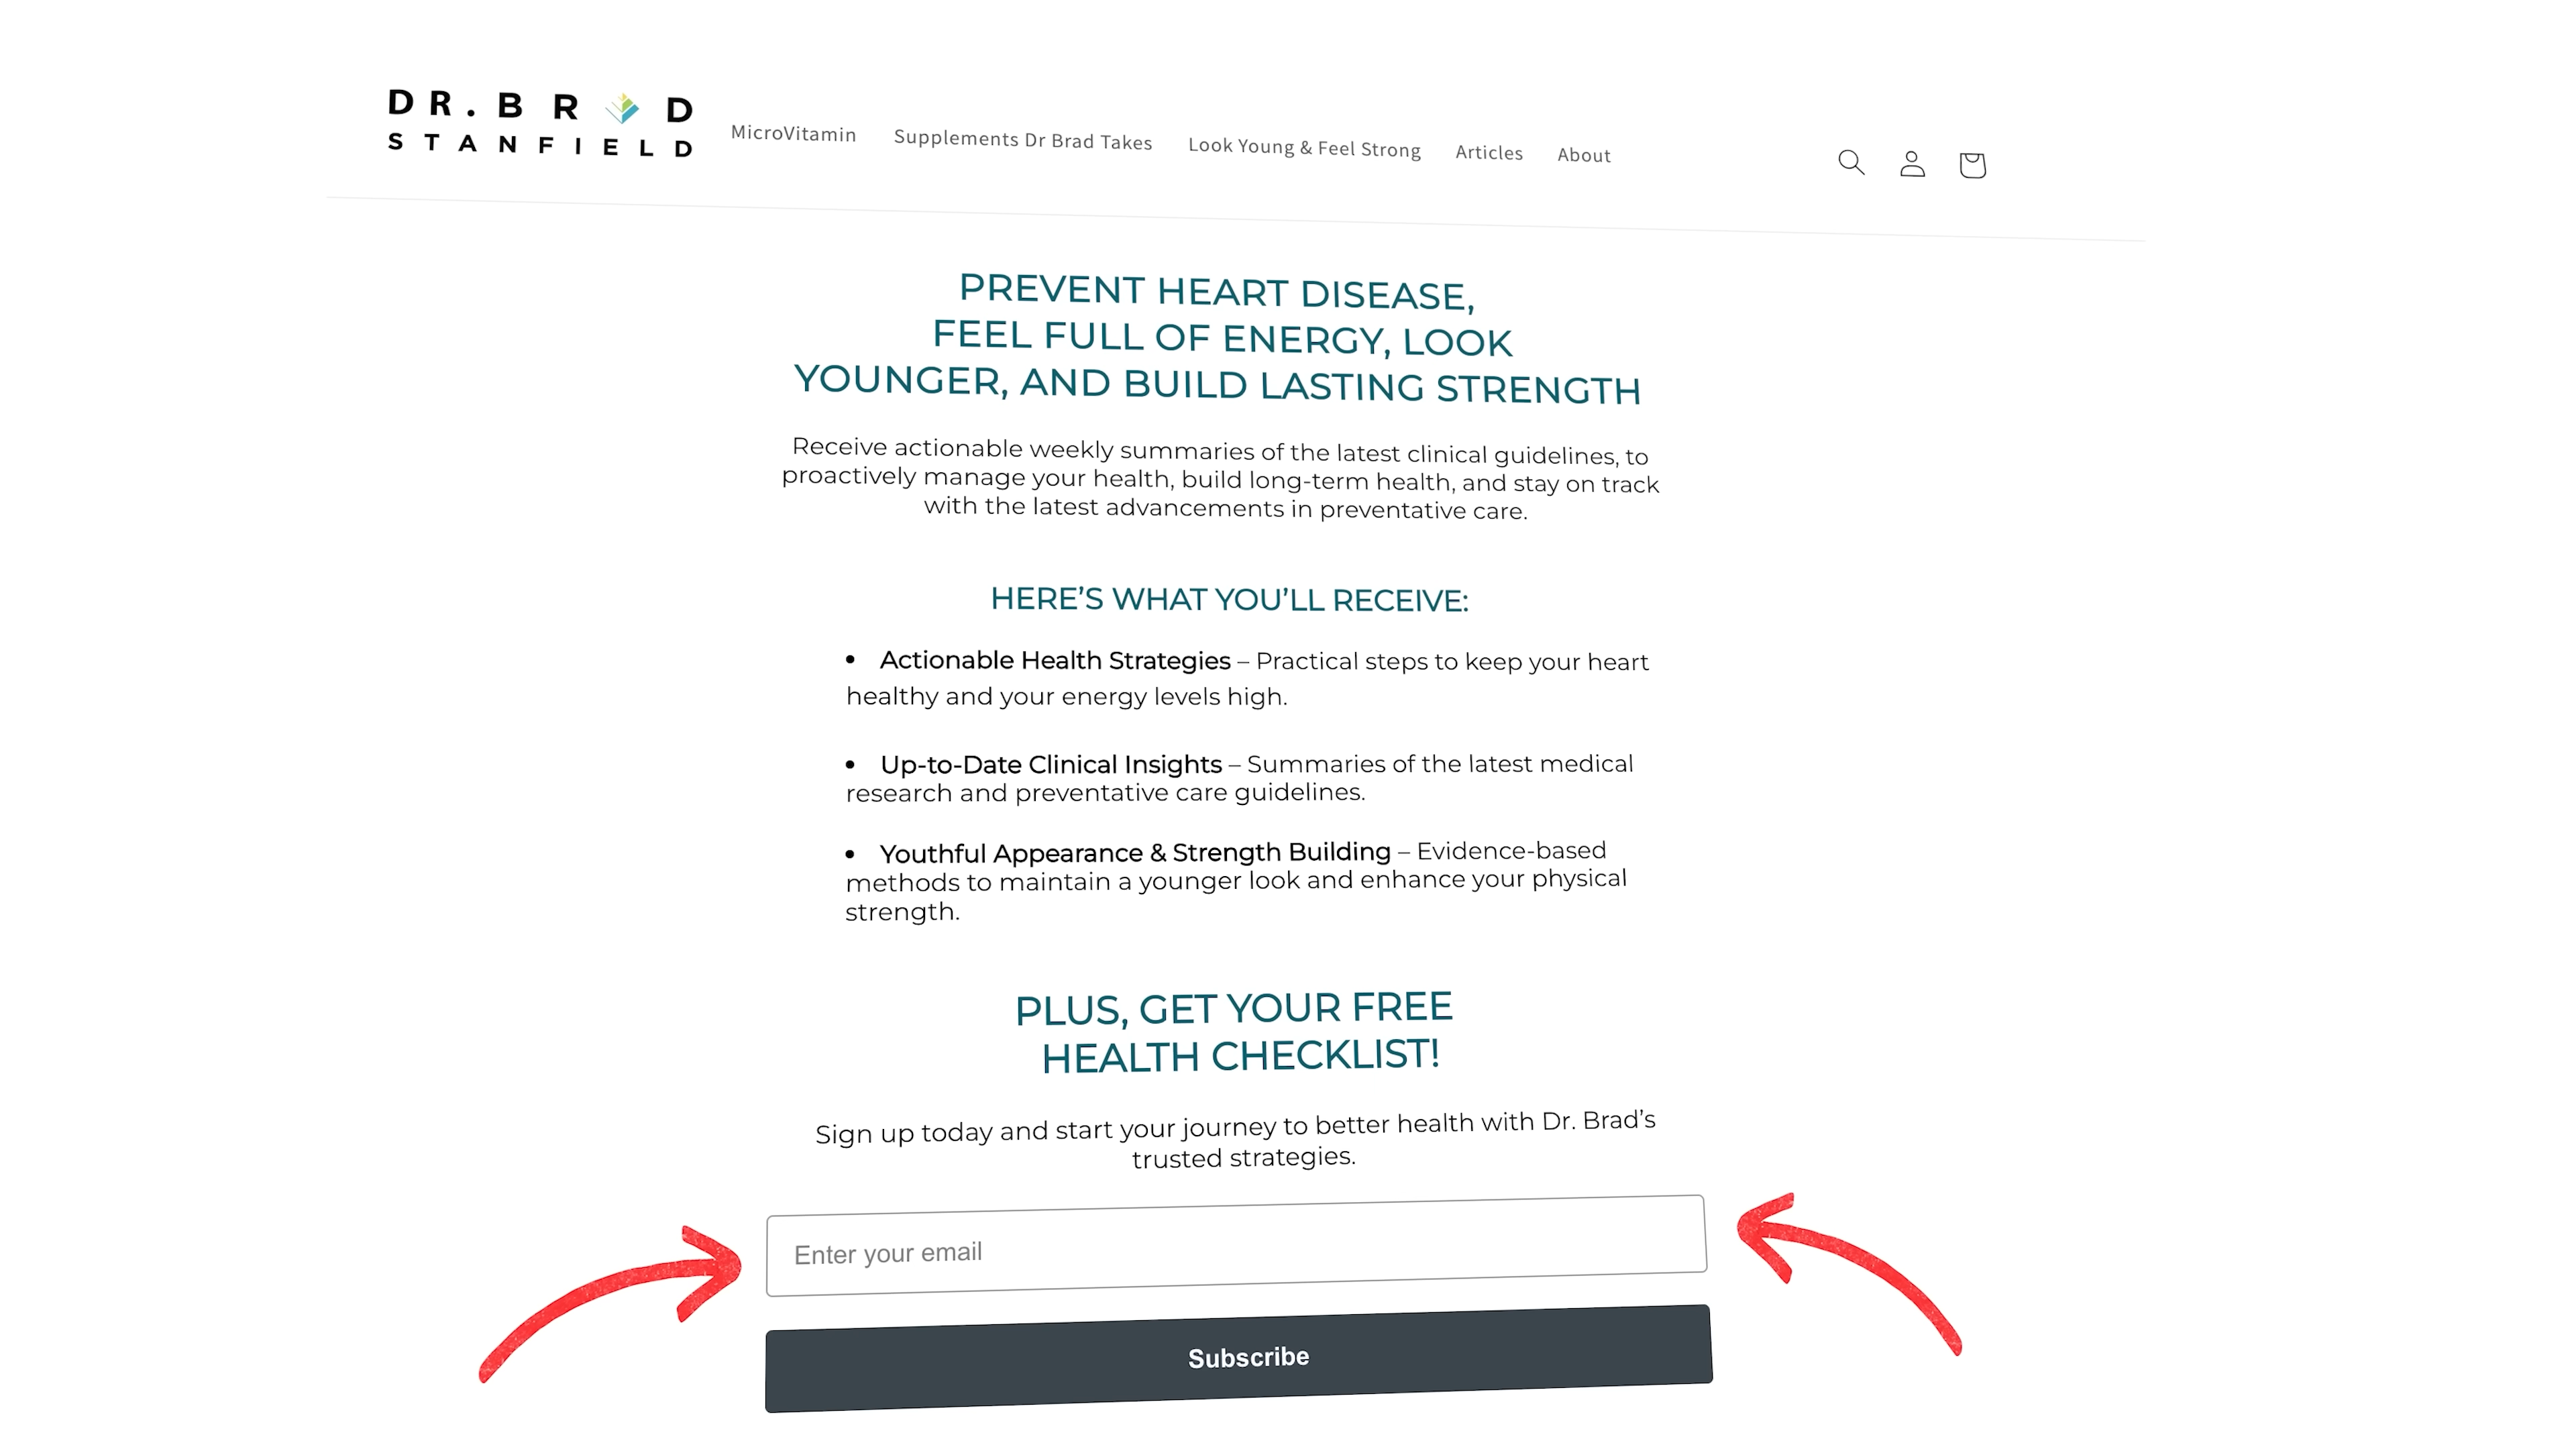 DR. BRAD
STANFIELD
MicroVitamin Supplements Dr Brad Takes Look Young & Feel Strong Articles About
PREVENT HEART DISEASE,
FEEL FULL OF ENERGY, LOOK
YOUNGER, AND BUILD LASTING STRENGTH
Receive actionable weekly summaries of the latest clinical guidelines, to
proactively manage your health, build long-term health, and stay on track
with the latest advancements in preventative care.
HERE’S WHAT YOU’LL RECEIVE:
• Actionable Health Strategies – Practical steps to keep your heart
healthy and your energy levels high.
• Up-to-Date Clinical Insights – Summaries of the latest medical
research and preventative care guidelines.
• Youthful Appearance & Strength Building – Evidence-based
methods to maintain a younger look and enhance your physical
strength.
PLUS, GET YOUR FREE
HEALTH CHECKLIST!
Sign up today and start your journey to better health with Dr. Brad’s
trusted strategies.
Enter your email
Subscribe